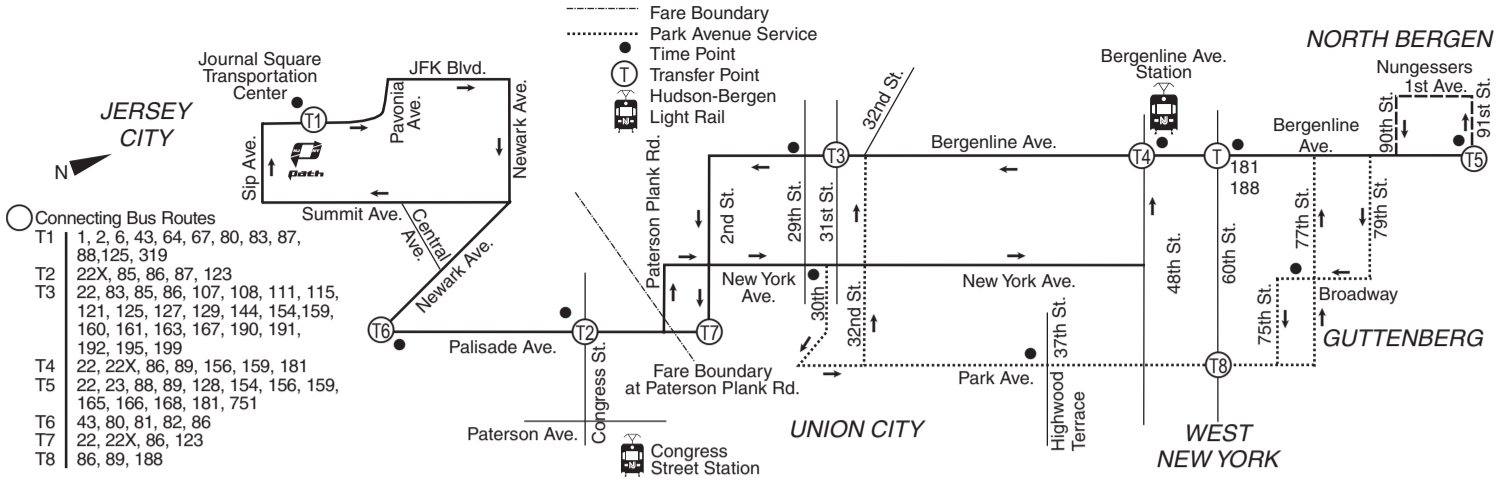 Fare Boundary
Park Avenue Service
Time Point
T Transfer Point
Hudson-Bergen
Light Rail
JERSEY
CITY
N
Journal Square
Transportation
Center
T1
path
JFK Blvd.
Pavonia
Ave.
Newark Ave.
Sip Ave.
Summit Ave.
Central
Ave.
Newark Ave.
T6
Palisade Ave.
T2
Congress St.
Paterson Ave.
Congress
Street Station
Paterson Plank Rd.
Fare Boundary
at Paterson Plank Rd.
T7
2nd St.
New York
Ave.
29th St.
31st St.
T3
32nd St.
30th
32nd St.
Bergenline Ave.
New York Ave.
Park Ave.
37th St.
Highwood
Terrace
UNION CITY
Bergenline Ave.
Station
T4
48th St.
T
181
188
60th St.
T8
WEST
NEW YORK
Bergenline
Ave.
77th St.
79th St.
75th St.
Broadway
GUTTENBERG
NORTH BERGEN
Nungessers
1st Ave.
90th St.
91st St.
T5
Connecting Bus Routes
T1 1, 2, 6, 43, 64, 67, 80, 83, 87,
88,125, 319
T2 22X, 85, 86, 87, 123
T3 22, 83, 85, 86, 107, 108, 111, 115,
121, 125, 127, 129, 144, 154,159,
160, 161, 163, 167, 190, 191,
192, 195, 199
T4 22, 22X, 86, 89, 156, 159, 181
T5 22, 23, 88, 89, 128, 154, 156, 159,
165, 166, 168, 181, 751
T6 43, 80, 81, 82, 86
T7 22, 22X, 86, 123
T8 86, 89, 188